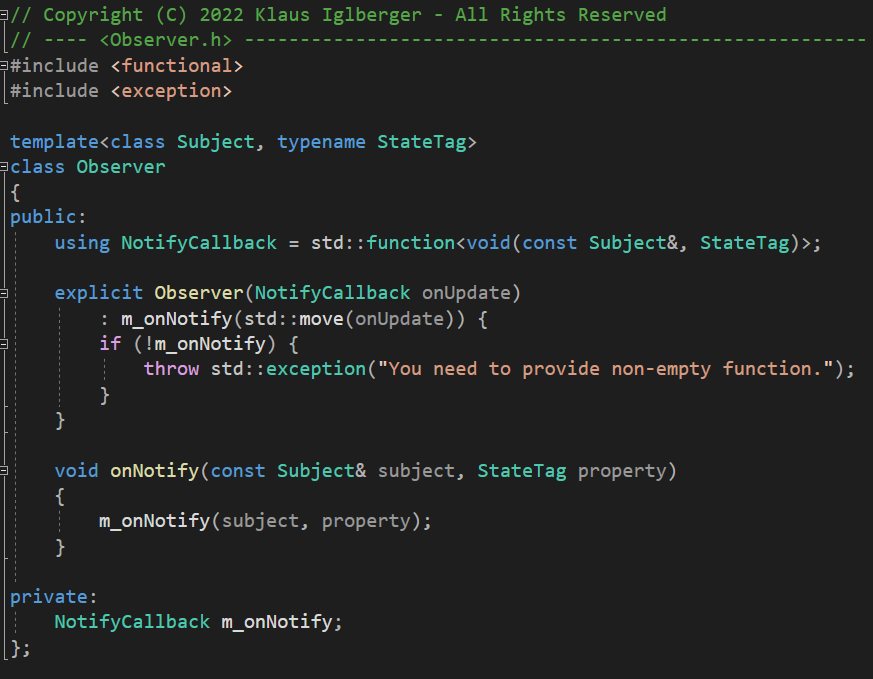 // Copyright (C) 2022 Klaus Iglberger - All Rights Reserved
// ---- <Observer.h> --------------------------------------------------------
#include <functional>
#include <exception>

template<class Subject, typename StateTag>
class Observer
{
public:
    using NotifyCallback = std::function<void(const Subject&, StateTag)>;

    explicit Observer(NotifyCallback onUpdate)
        : m_onNotify(std::move(onUpdate)) {
        if (!m_onNotify) {
            throw std::exception("You need to provide non-empty function.");
        }
    }

    void onNotify(const Subject& subject, StateTag property)
    {
        m_onNotify(subject, property);
    }

private:
    NotifyCallback m_onNotify;
};